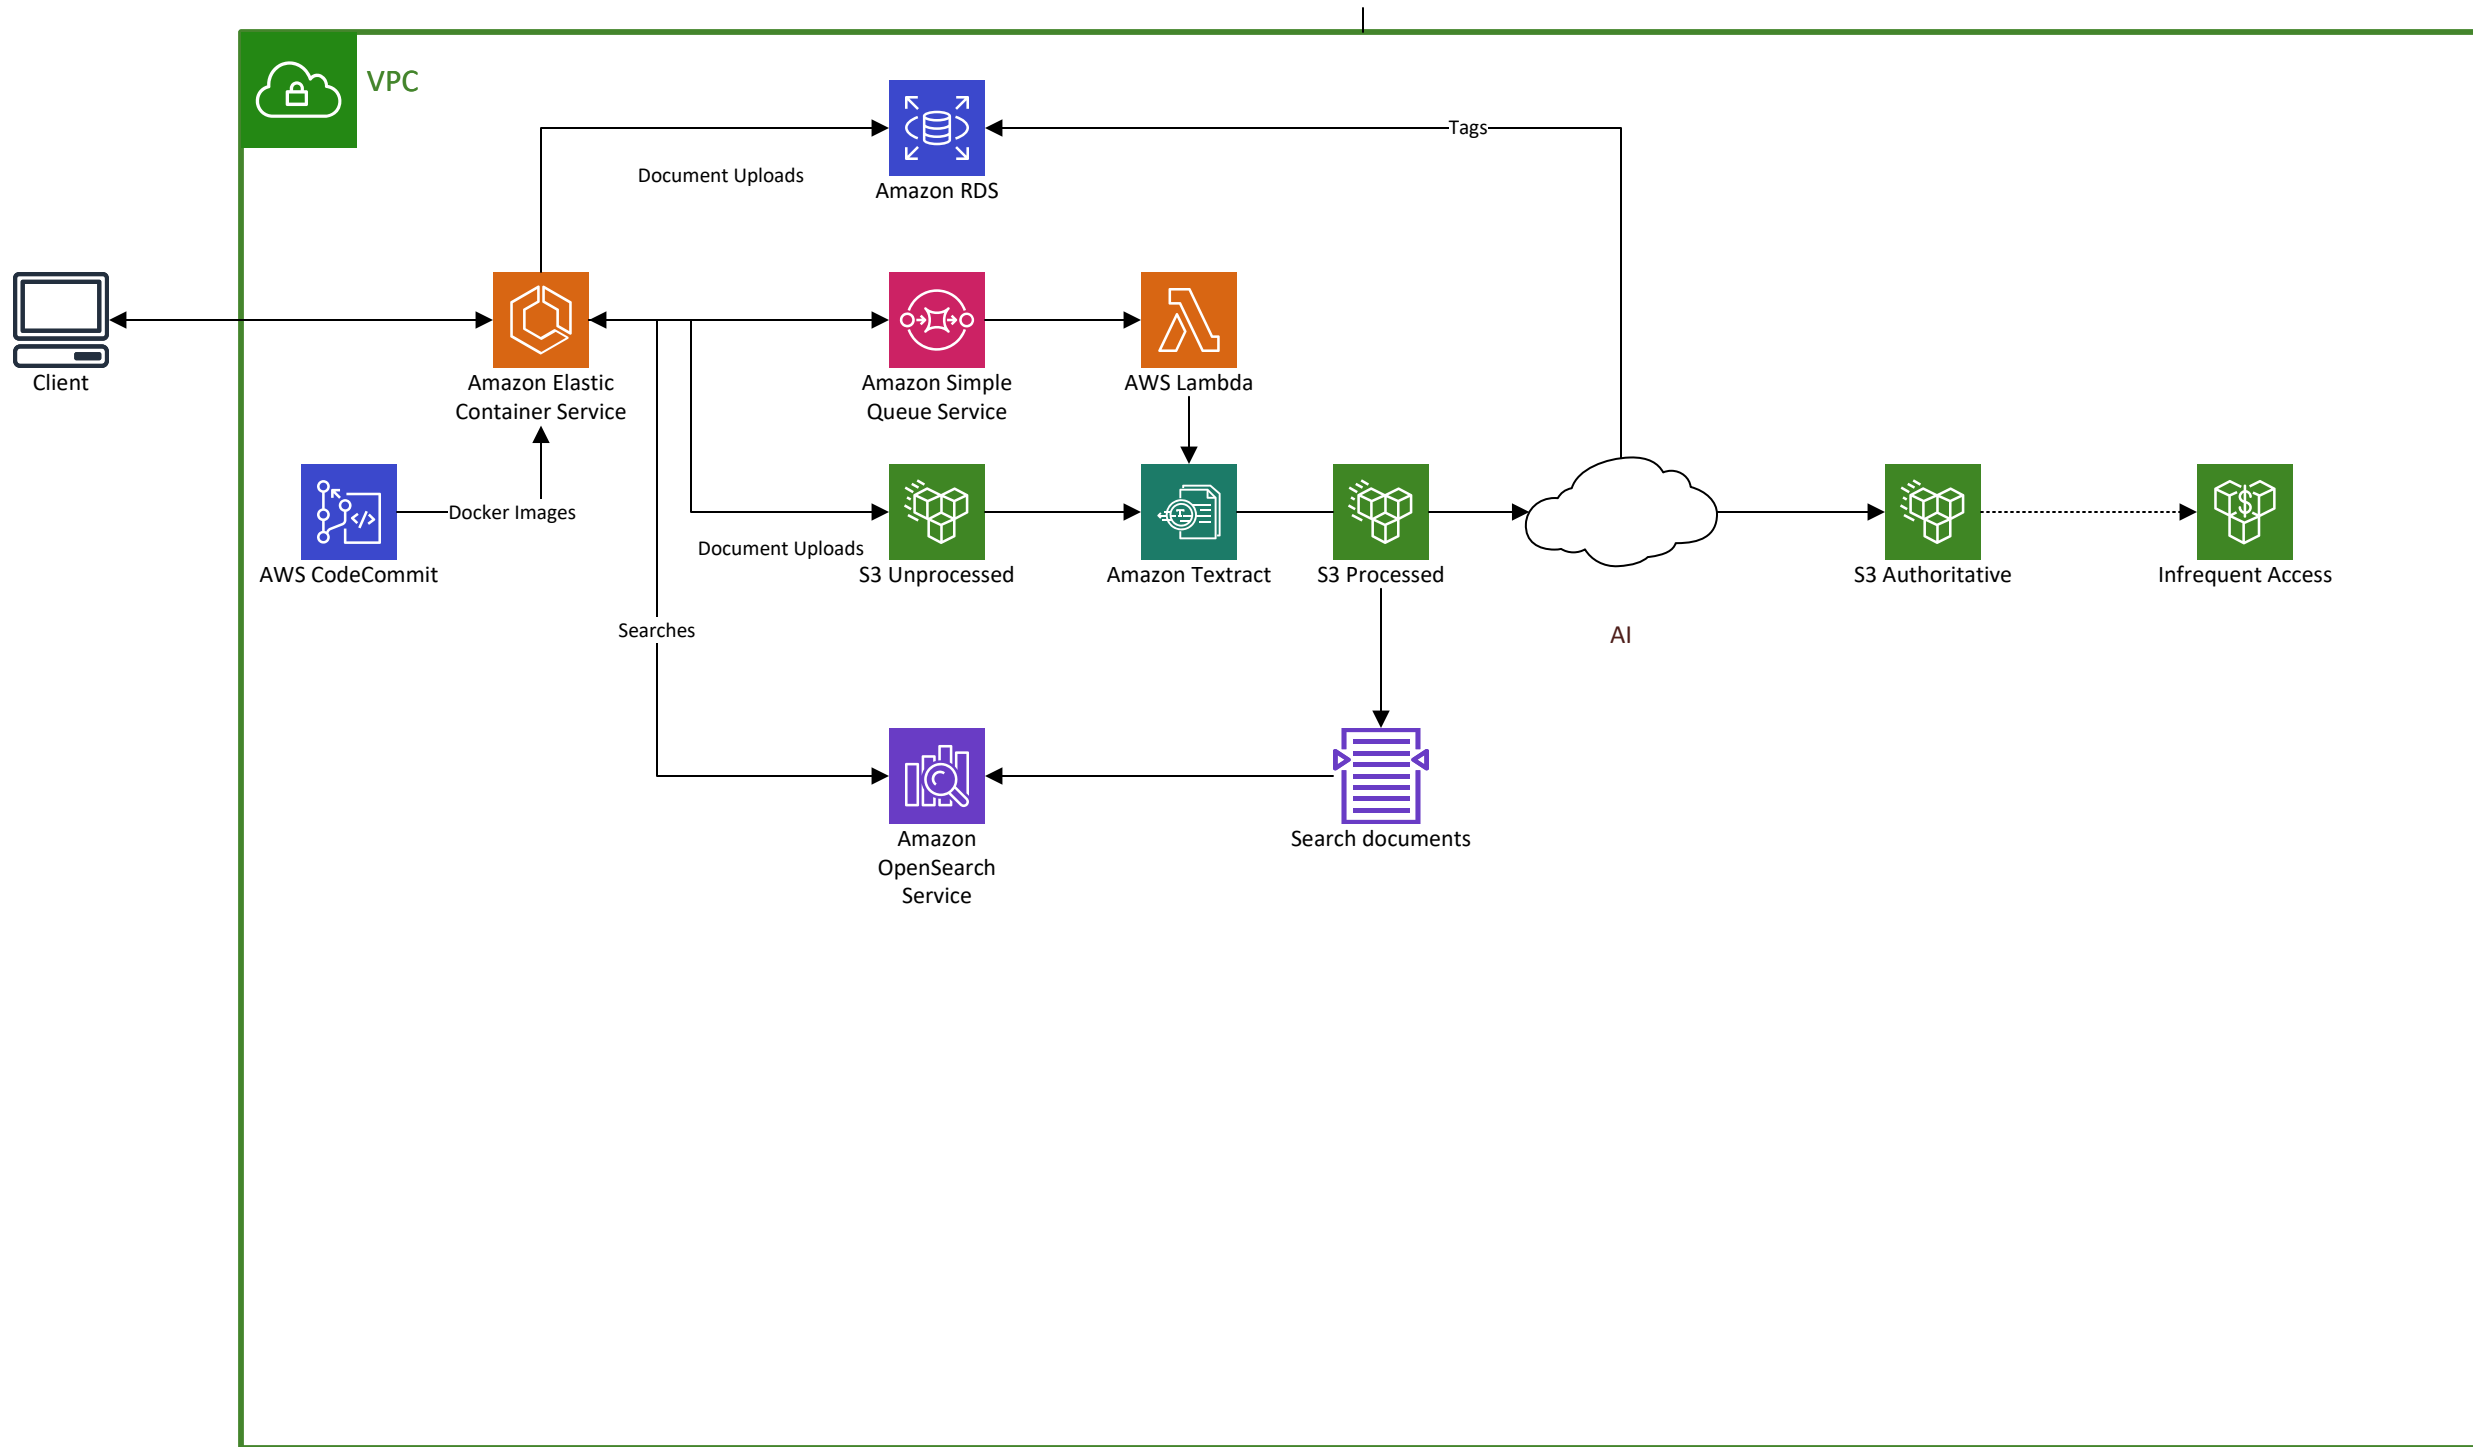 VPC
Tags
Document Uploads
Amazon RDS
Client
Amazon Elastic
Container Service
Amazon Simple
Queue Service
AWS Lambda
Docker Images
Document Uploads
AWS CodeCommit
S3 Unprocessed
Amazon Textract
S3 Processed
S3 Authoritative
Infrequent Access
Searches
AI
Amazon
OpenSearch
Service
Search documents